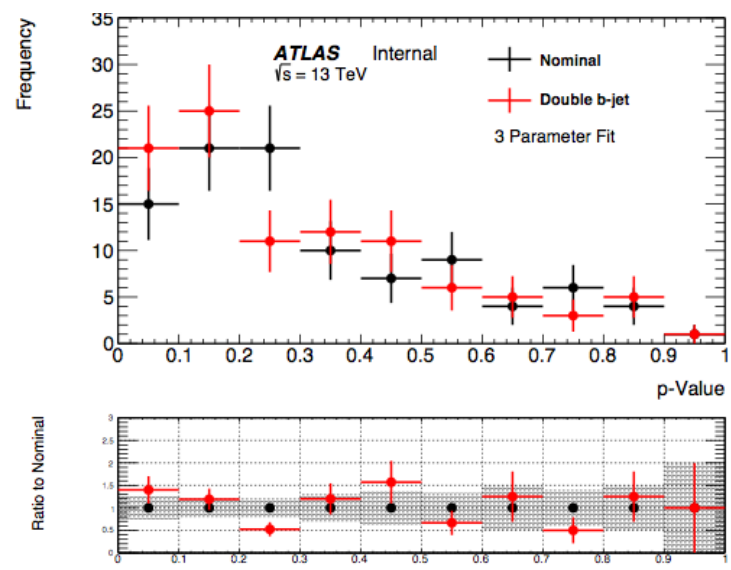 Frequency
35
30
25
20
15
10
5
0
ATLAS Internal
√s = 13 TeV
Nominal
Double b-jet
3 Parameter Fit
0 0.1 0.2 0.3 0.4 0.5 0.6 0.7 0.8 0.9 1
p-Value
Ratio to Nominal
3
2.5
2
1.5
1
0.5
0
0 0.1 0.2 0.3 0.4 0.5 0.6 0.7 0.8 0.9 1